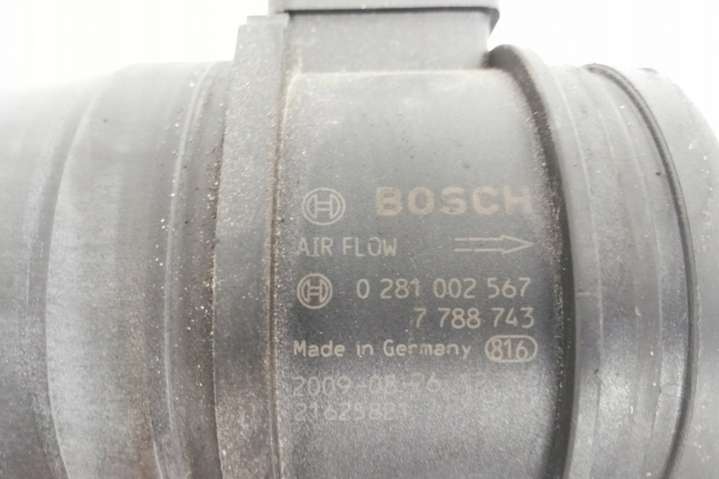 BOSCH
AIR FLOW
0 281 002 567
7 788 743
Made in Germany 816
2009-08-26
21625821